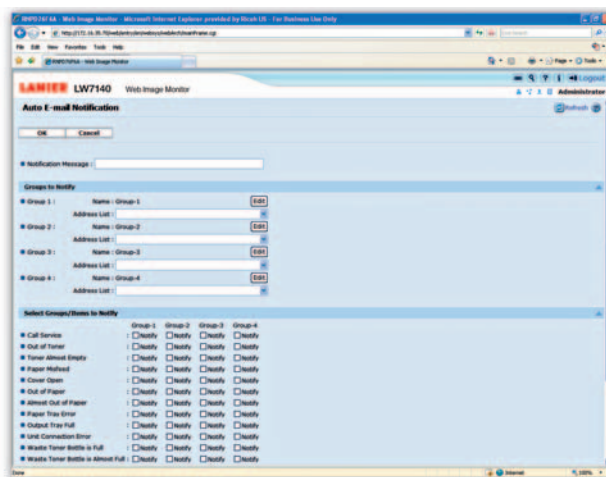 RNPD7076A - Web Image Monitor - Microsoft Internet Explorer provided by Ricoh US - For Business Use Only
File Edit View Favorites Tools Help
Web Image Monitor
Page Tools
LANIER LW7140 Web Image Monitor
Logout
Administrator
Auto E-mail Notification
Refresh
OK Cancel
Notification Message :
Groups to Notify
Group 1 : Name : Group-1 Edit
Address List :
Group 2 : Name : Group-2 Edit
Address List :
Group 3 : Name : Group-3 Edit
Address List :
Group 4 : Name : Group-4 Edit
Address List :
Select Groups/Items to Notify
Group-1 Group-2 Group-3 Group-4
Call Service : Notify Notify Notify Notify
Out of Toner : Notify Notify Notify Notify
Toner Almost Empty : Notify Notify Notify Notify
Paper Misfeed : Notify Notify Notify Notify
Cover Open : Notify Notify Notify Notify
Out of Paper : Notify Notify Notify Notify
Almost Out of Paper : Notify Notify Notify Notify
Paper Tray Error : Notify Notify Notify Notify
Output Tray Full : Notify Notify Notify Notify
Unit Connection Error : Notify Notify Notify Notify
Waste Toner Bottle is Full : Notify Notify Notify Notify
Waste Toner Bottle is Almost Full : Notify Notify Notify Notify
Done Internet 100%